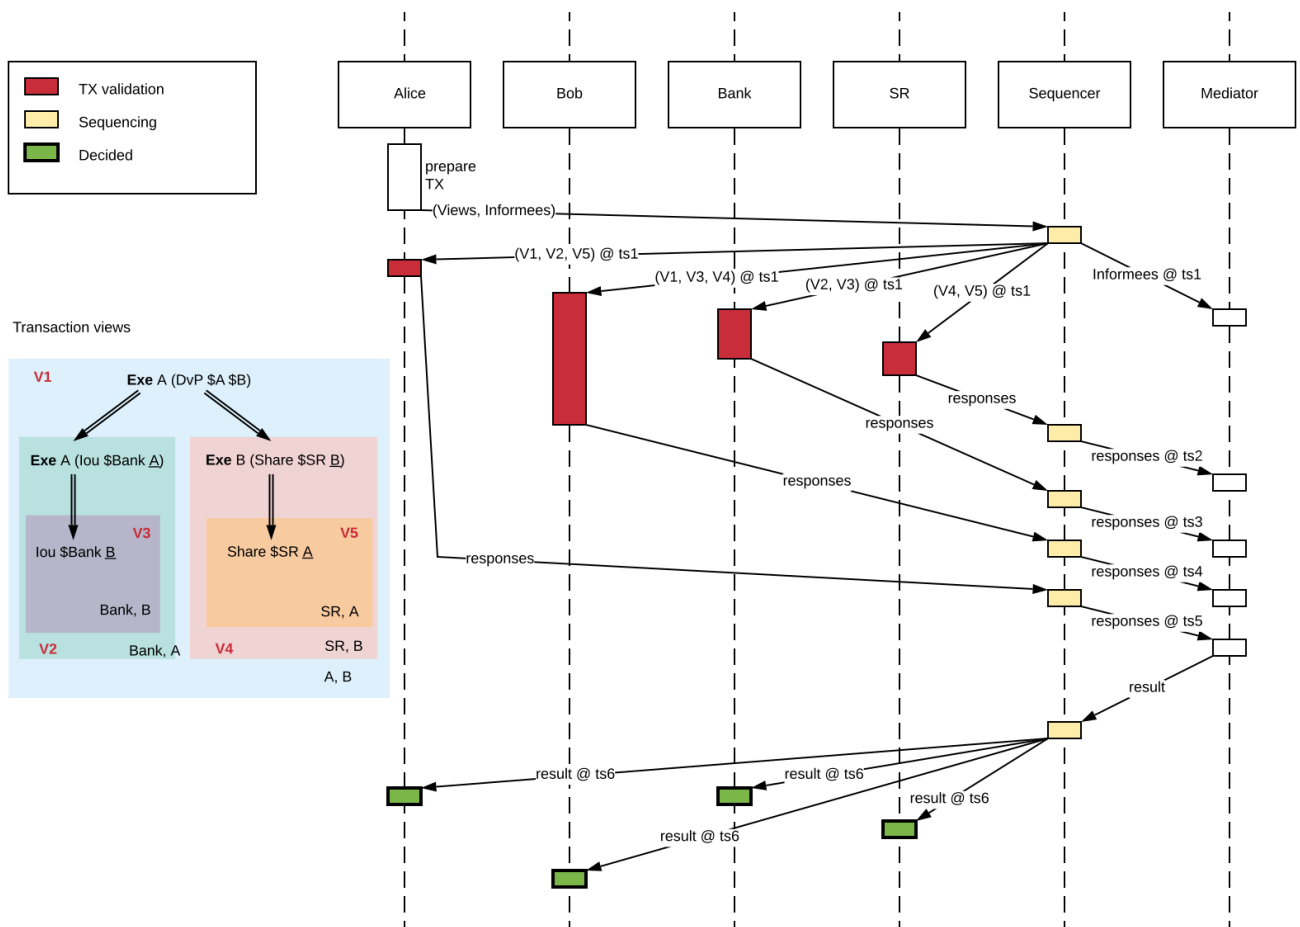 TX validation
Sequencing
Decided
Alice
Bob
Bank
SR
Sequencer
Mediator
prepare
TX
(Views, Informees)
(V1, V2, V5) @ ts1
(V1, V3, V4) @ ts1
(V2, V3) @ ts1
(V4, V5) @ ts1
Informees @ ts1
Transaction views
V1
Exe A (DvP $A $B)
Exe A (Iou $Bank A)
Exe B (Share $SR B)
V3
Iou $Bank B
Bank, B
V5
Share $SR A
SR, A
V2
Bank, A
V4
SR, B
A, B
responses
responses @ ts2
responses
responses @ ts3
responses
responses @ ts4
responses
responses @ ts5
result
result @ ts6
result @ ts6
result @ ts6
result @ ts6